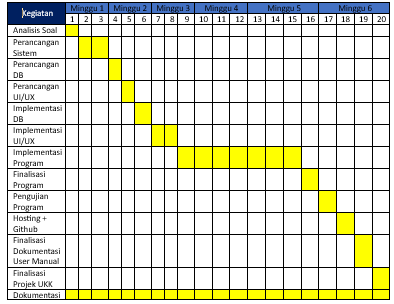 Kegiatan Minggu 1 Minggu 2 Minggu 3 Minggu 4 Minggu 5 Minggu 6
1 2 3 4 5 6 7 8 9 10 11 12 13 14 15 16 17 18 19 20
Analisis Soal
Perancangan
Sistem
Perancangan
DB
Perancangan
UI/UX
Implementasi
DB
Implementasi
UI/UX
Implementasi
Program
Finalisasi
Program
Pengujian
Program
Hosting +
Github
Finalisasi
Dokumentasi
User Manual
Finalisasi
Projek UKK
Dokumentasi